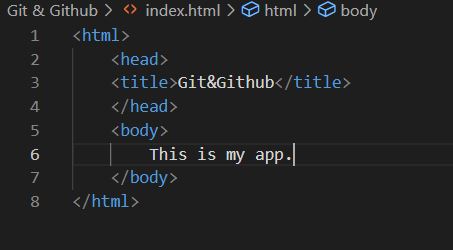 Git & Github > index.html > html > body
1 <html>
2     <head>
3     <title>Git&Github</title>
4     </head>
5     <body>
6         This is my app.
7     </body>
8 </html>